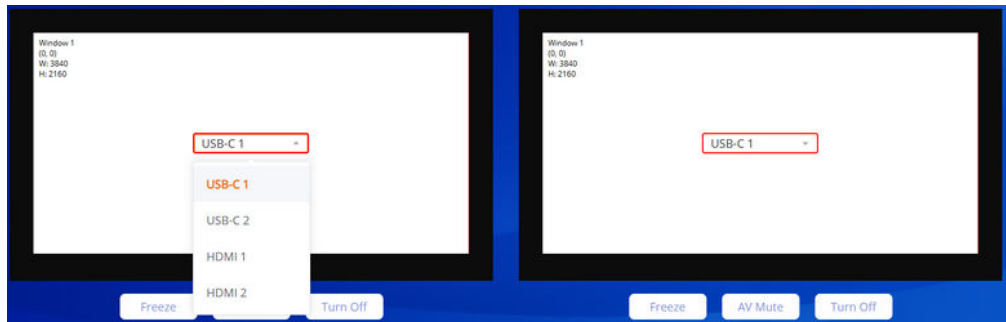 Window 1
(0, 0)
W: 3840
H: 2160
USB-C 1
USB-C 1
USB-C 2
HDMI 1
HDMI 2
Freeze
Turn Off
Window 1
(0, 0)
W: 3840
H: 2160
USB-C 1
Freeze
AV Mute
Turn Off